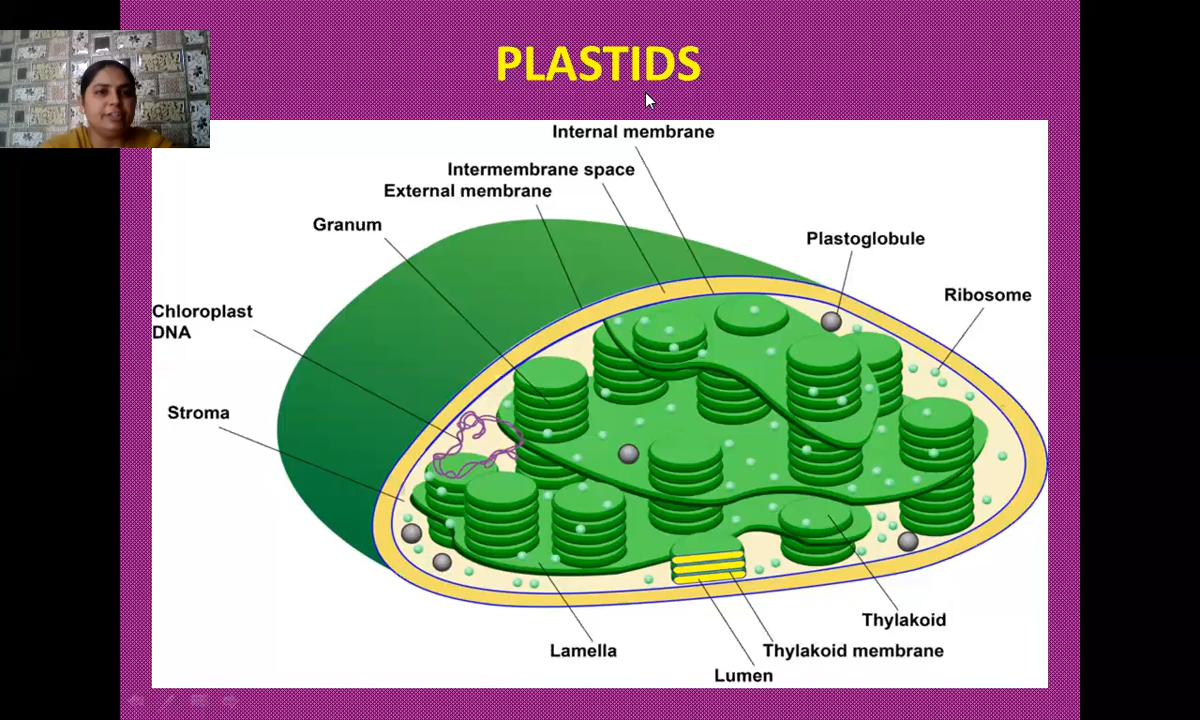 PLASTIDS
Internal membrane
Intermembrane space
External membrane
Granum
Plastoglobule
Ribosome
Chloroplast
DNA
Stroma
Thylakoid
Lamella
Thylakoid membrane
Lumen